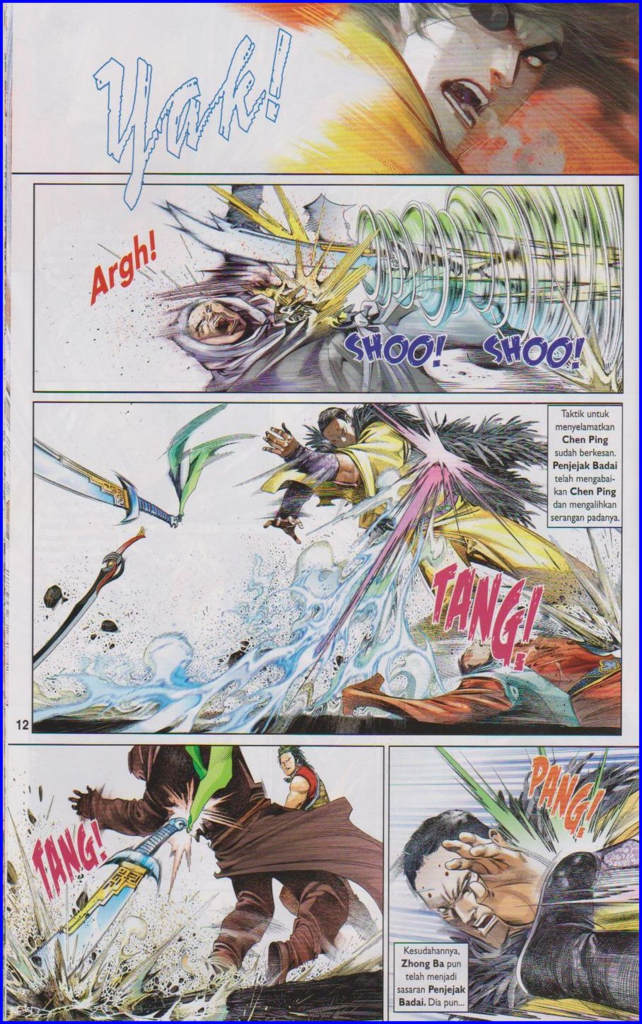 Yak!
Argh!
SHOO!
SHOO!
Taktik untuk
menyelamatkan
Chen Ping
sudah berkesan.
Penjejak Badai
telah mengabai-
kan Chen Ping
dan mengalihkan
serangan padanya.
TANG!
12
TANG!
PANG!
Kesudahannya,
Zhong Ba pun
telah menjadi
sasaran Penjejak
Badai. Dia pun...